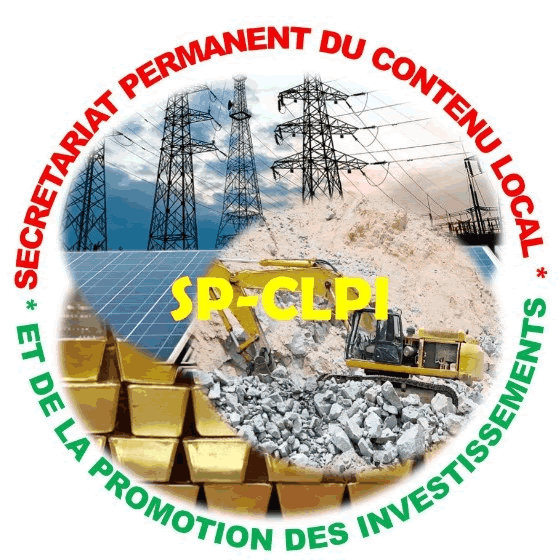 SECRETARIAT PERMANENT DU CONTENU LOCAL *
SP-CLPI
* ET DE LA PROMOTION DES INVESTISSEMENTS